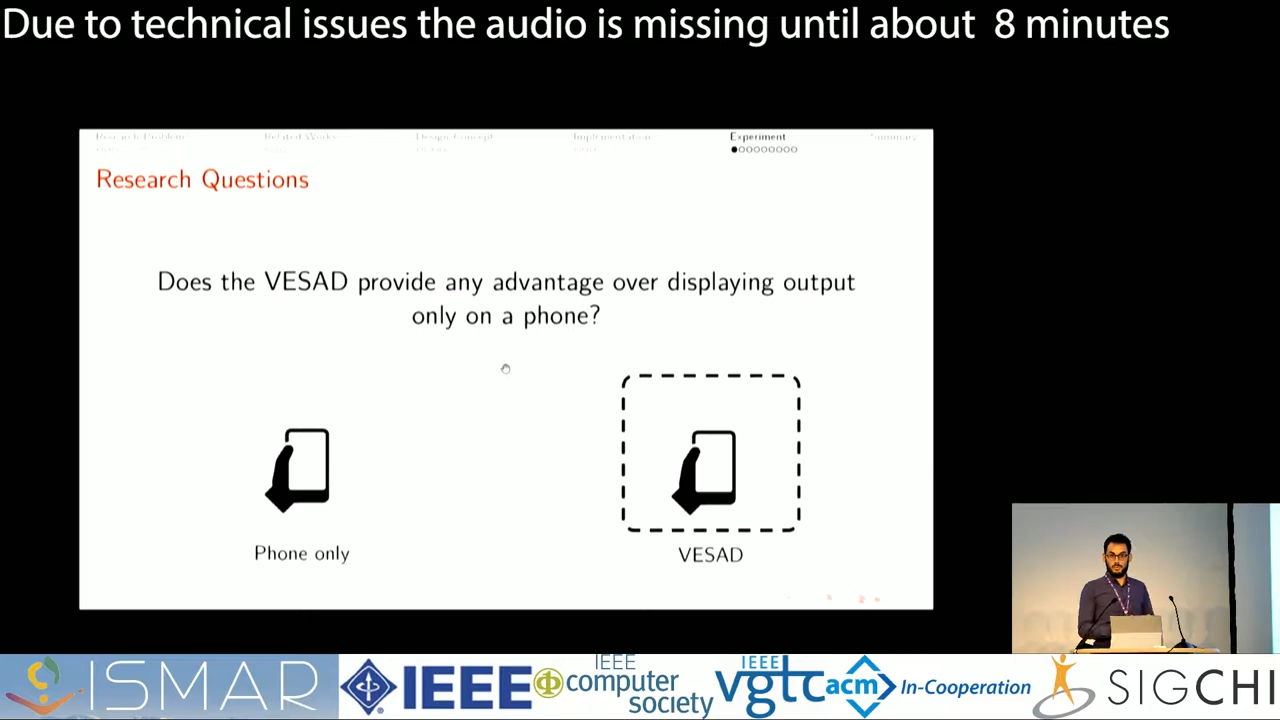 Due to technical issues the audio is missing until about 8 minutes
Research Problem Related Works Design Concept Implementation Experiment Summary
Research Questions
Does the VESAD provide any advantage over displaying output
only on a phone?
Phone only
VESAD
ISMAR
IEEE
IEEE
computer
society
IEEE
vgtc
acm
In-Cooperation
SIGCHI